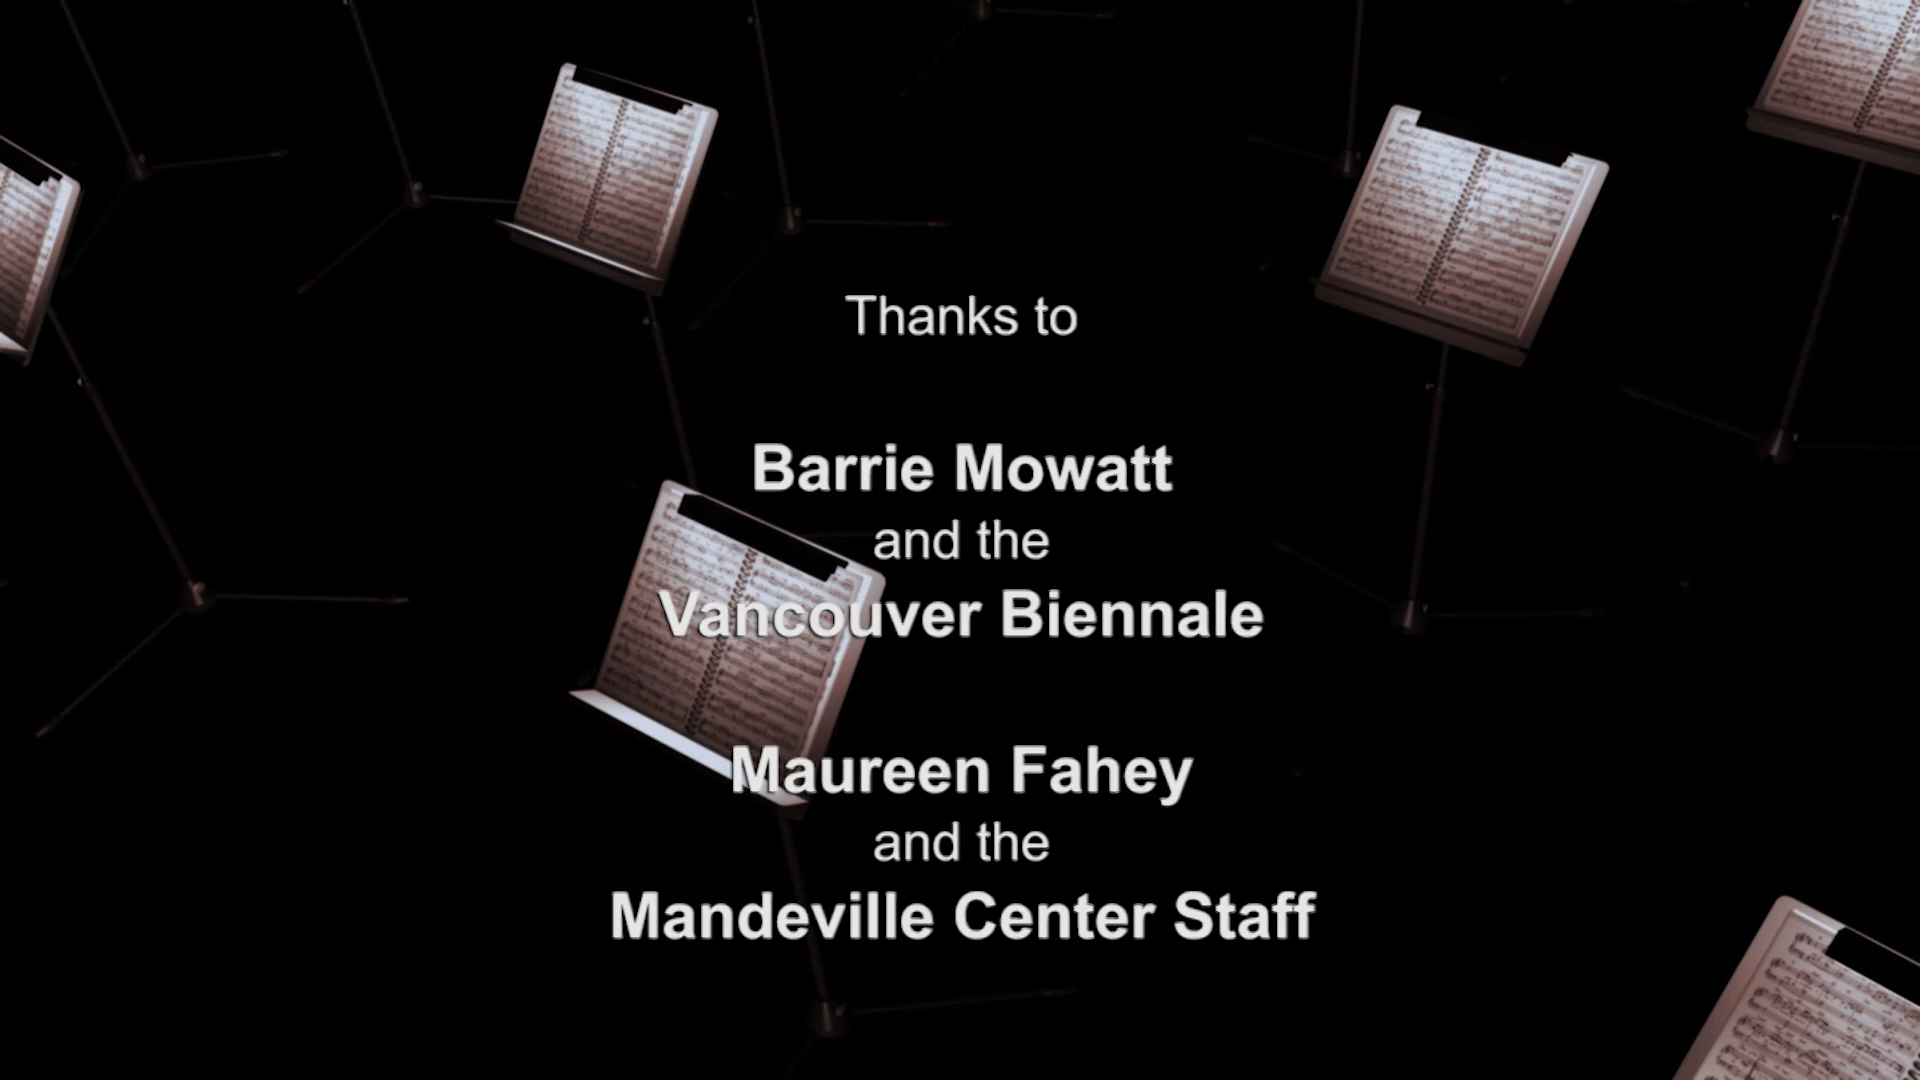 Thanks to
Barrie Mowatt
and the
Vancouver Biennale
Maureen Fahey
and the
Mandeville Center Staff